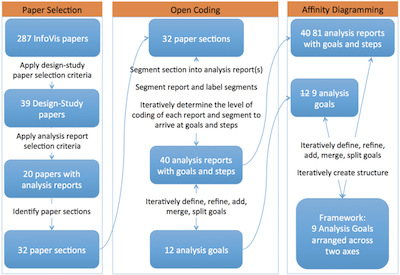 Paper Selection
287 InfoVis papers
Apply design-study
paper selection criteria
39 Design-Study
papers
Apply analysis report
selection criteria
20 papers with
analysis reports
Identify paper sections
32 paper sections
Open Coding
32 paper sections
Segment section into analysis report(s)
Segment report and label segments
Iteratively determine the level of
coding of each report and segment to
arrive at goals and steps
40 analysis reports
with goals and steps
Iteratively define, refine, add,
merge, split goals
12 analysis goals
Affinity Diagramming
40 81 analysis reports
with goals and steps
12 9 analysis
goals
Iteratively define, refine,
add, merge, split goals
Iteratively create structure
Framework:
9 Analysis Goals
arranged across
two axes